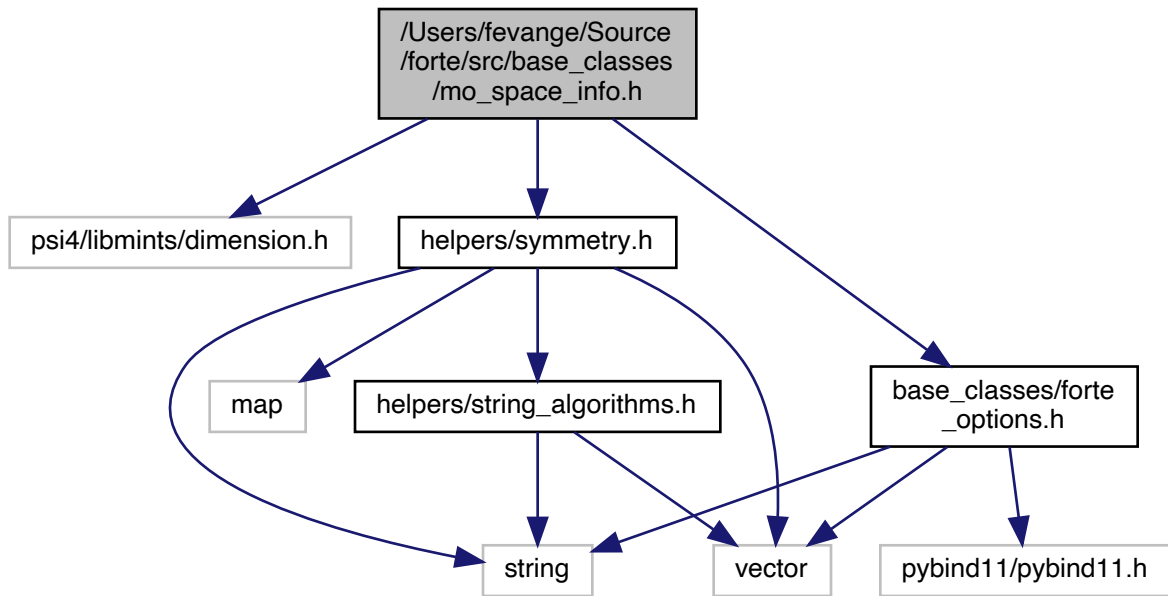 /Users/fevange/Source
/forte/src/base_classes
/mo_space_info.h
psi4/libmints/dimension.h
helpers/symmetry.h
map
helpers/string_algorithms.h
base_classes/forte
_options.h
string
vector
pybind11/pybind11.h